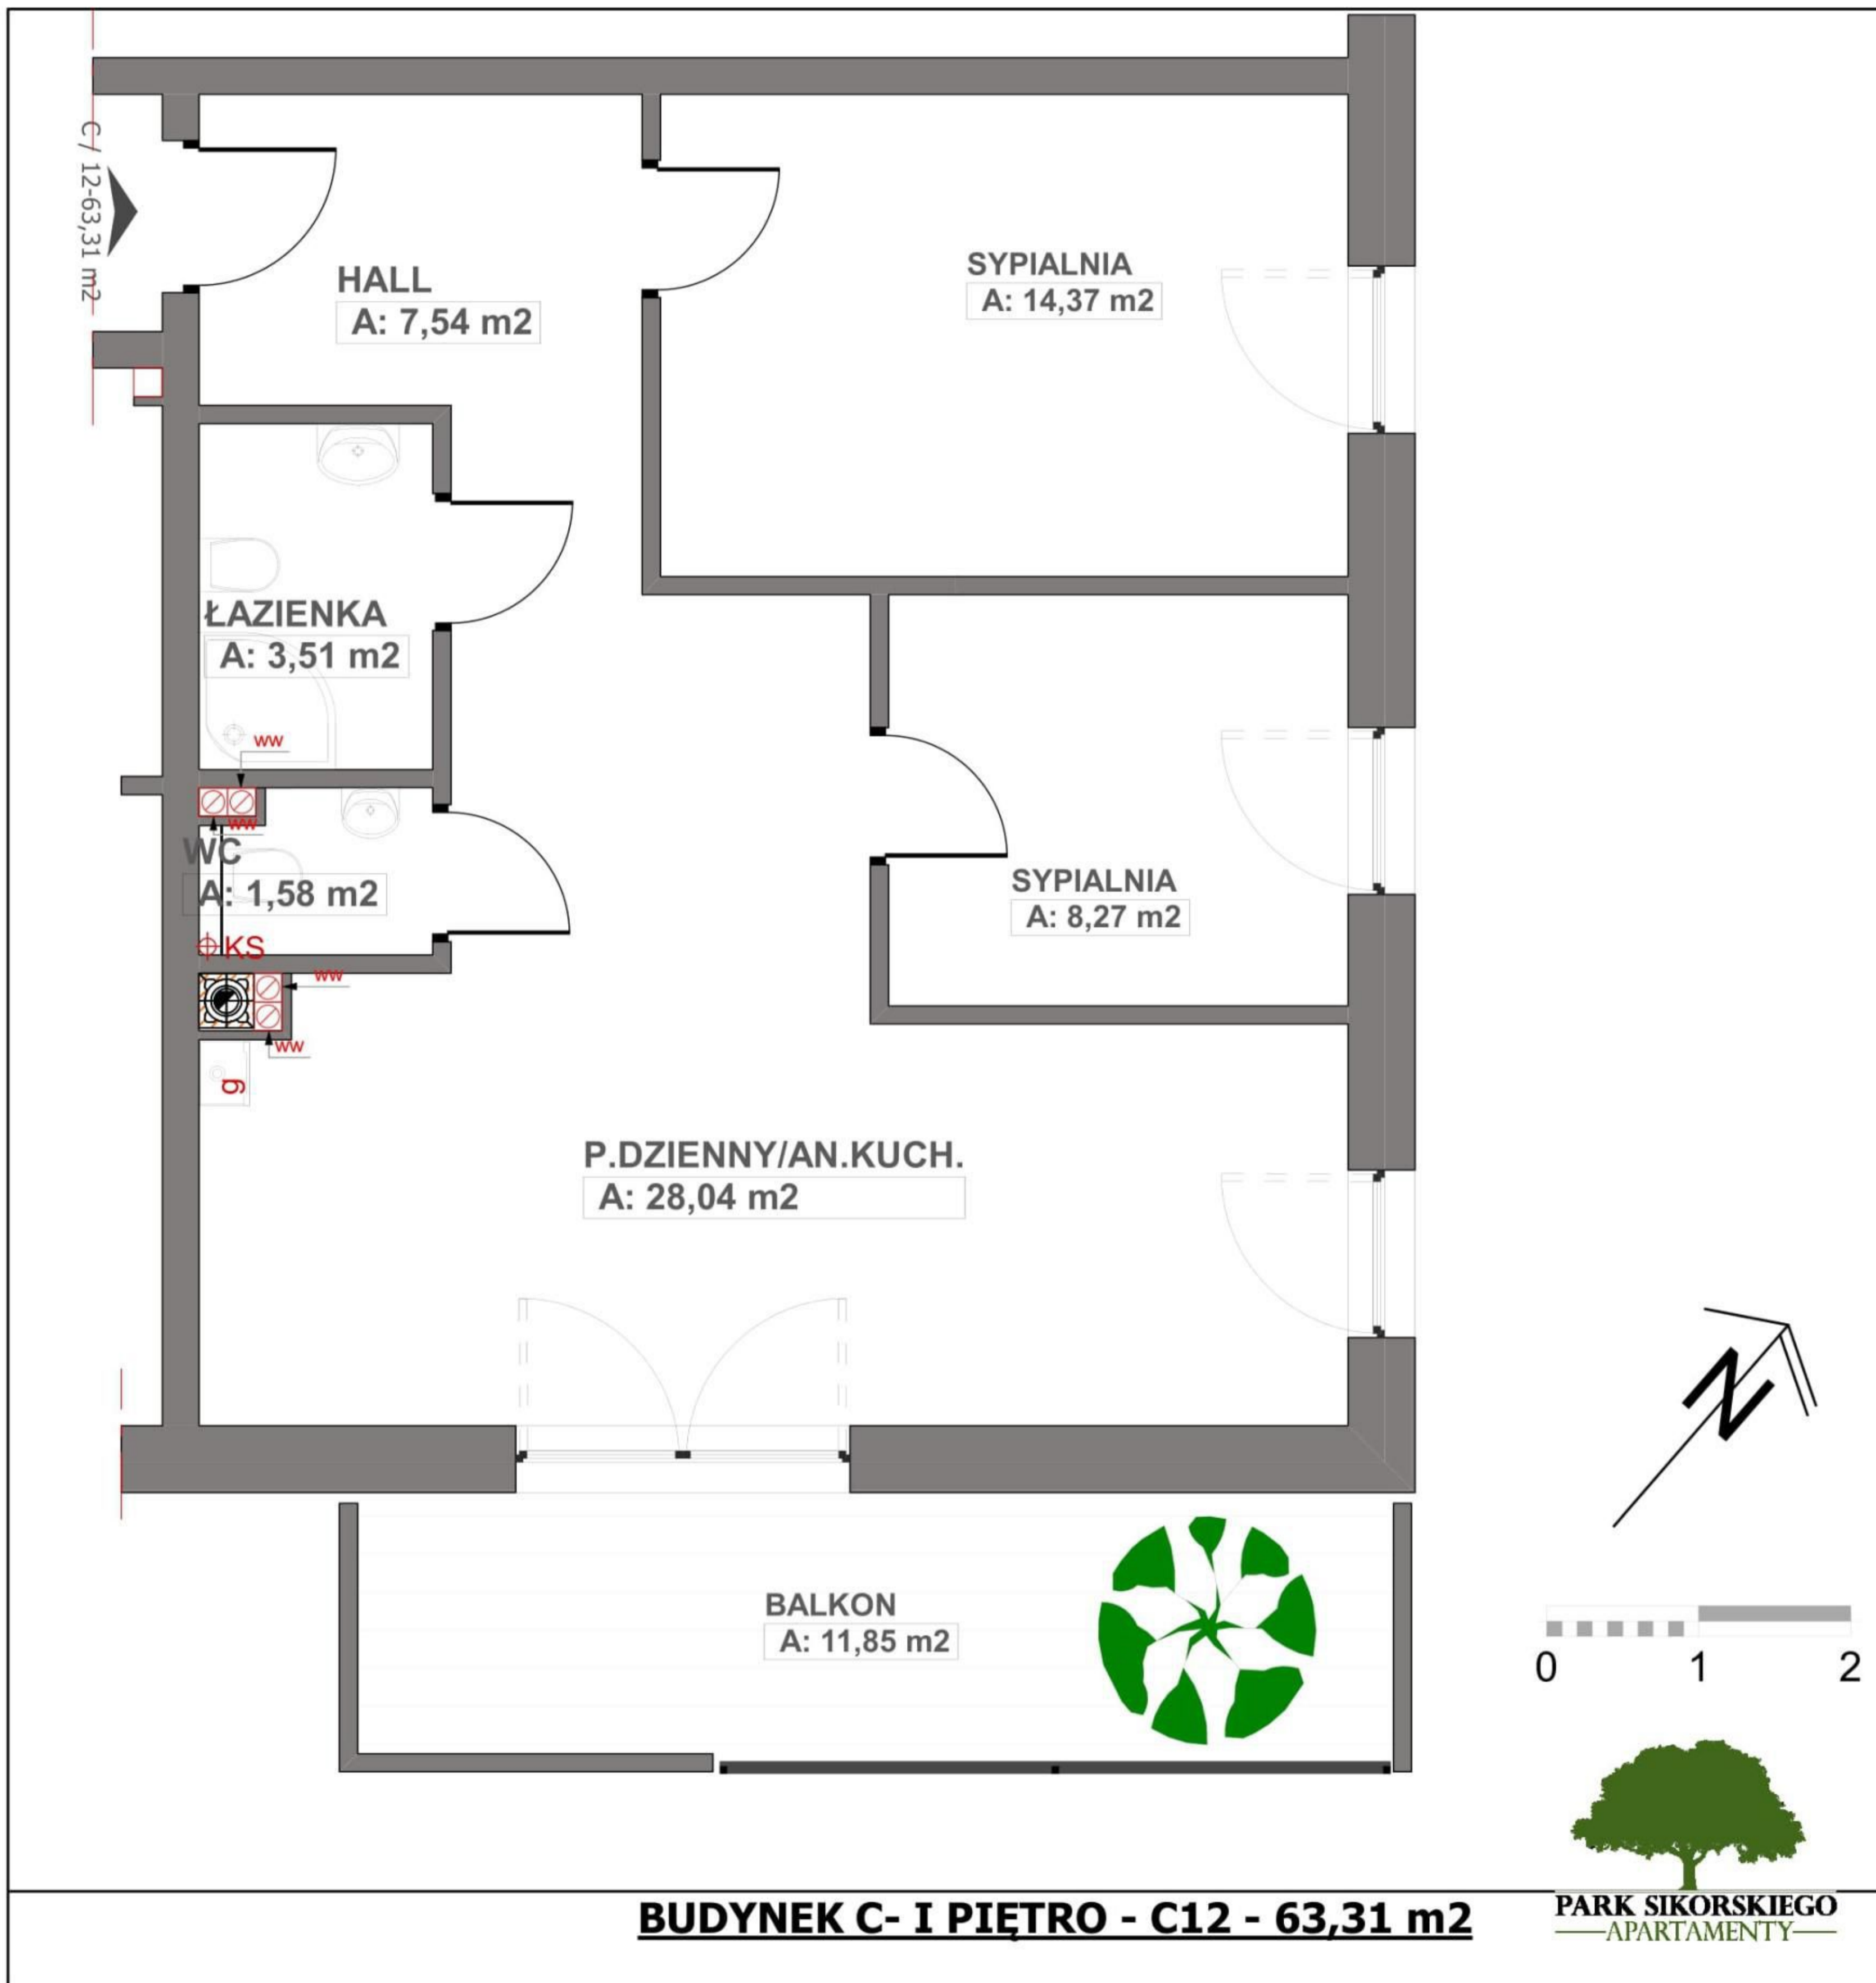 C / 12-63,31 m2
HALL
A: 7,54 m2
SYPIALNIA
A: 14,37 m2
ŁAZIENKA
A: 3,51 m2
ww
ww
WC
A: 1,58 m2
KS
ww
ww
g
SYPIALNIA
A: 8,27 m2
P.DZIENNY/AN.KUCH.
A: 28,04 m2
N
BALKON
A: 11,85 m2
0 1 2
BUDYNEK C- I PIĘTRO - C12 - 63,31 m2
PARK SIKORSKIEGO
APARTAMENTY